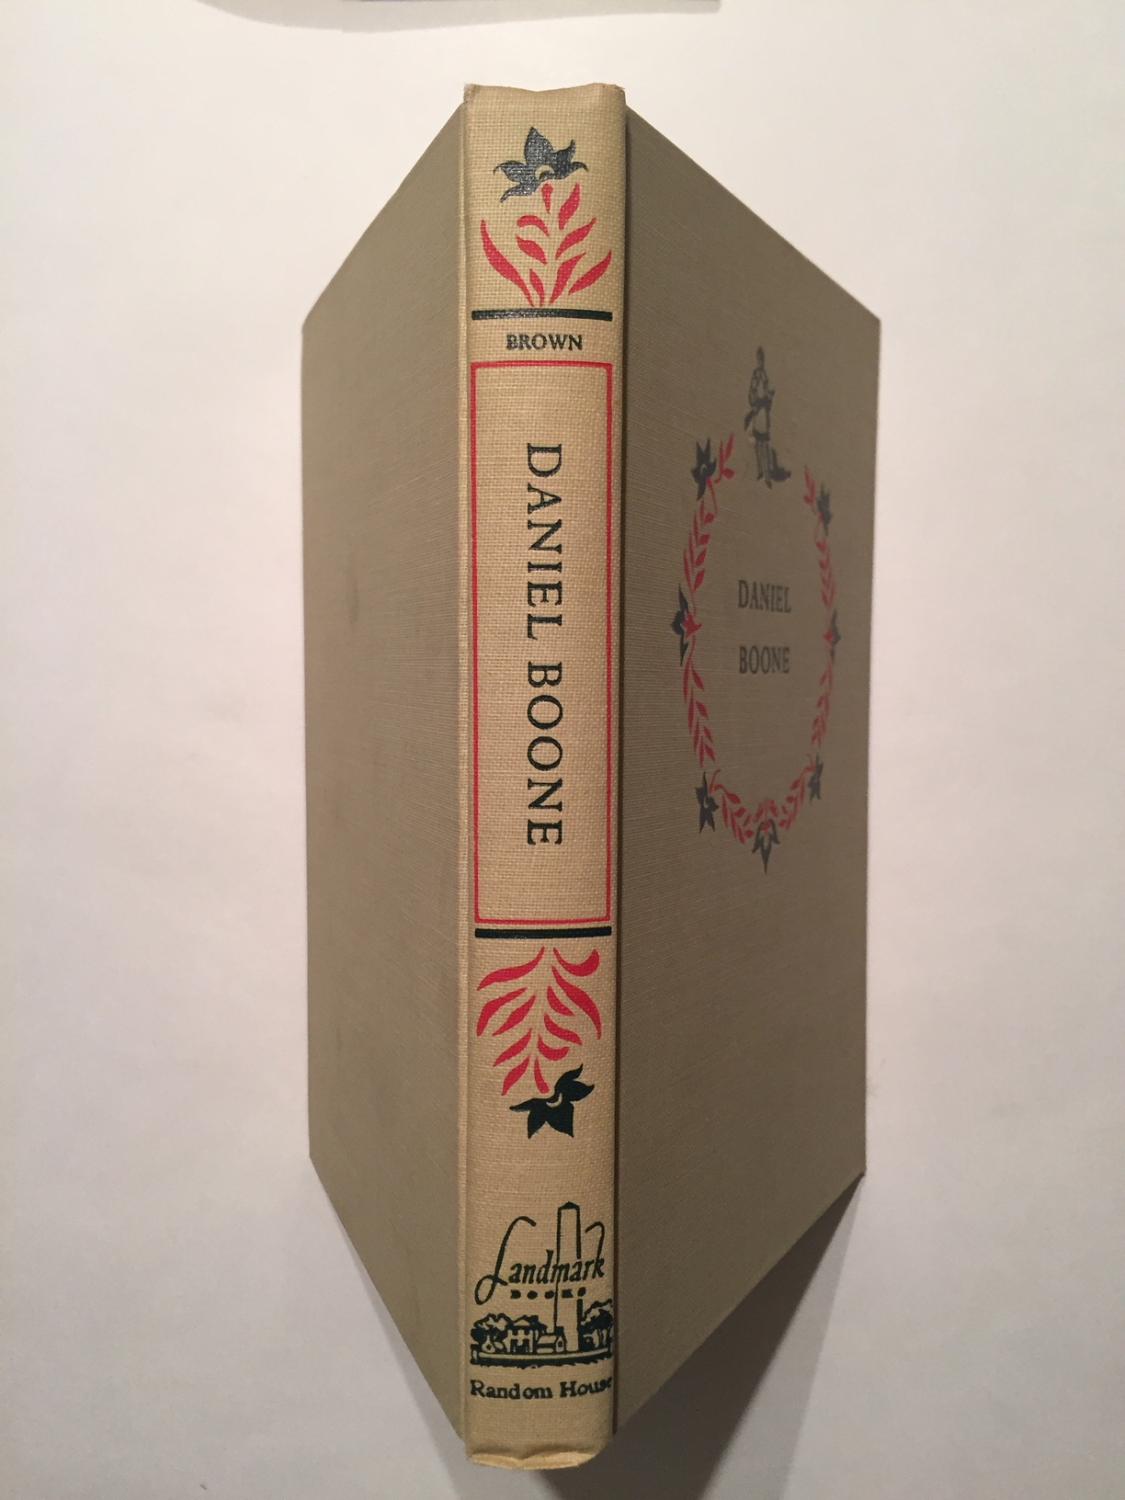 BROWN
DANIEL BOONE
Landmark
BOOKS
Random House
DANIEL
BOONE